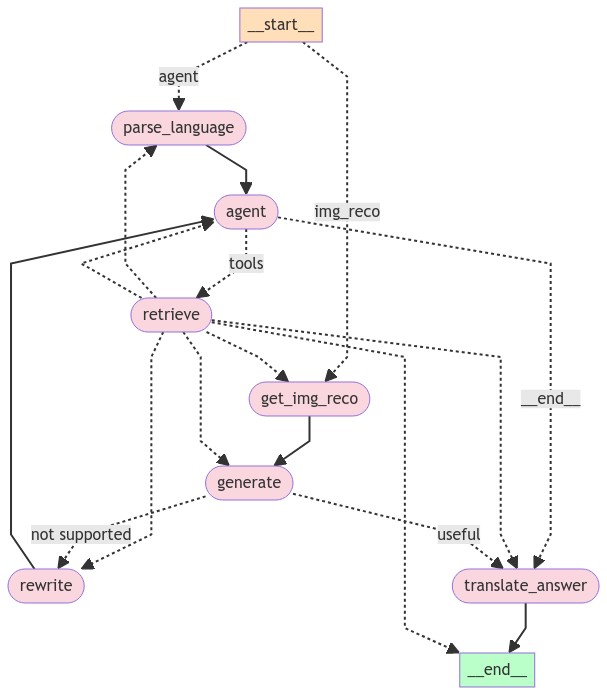 __start__
agent
parse_language
agent
img_reco
tools
retrieve
get_img_reco
__end__
generate
not supported
useful
rewrite
translate_answer
__end__